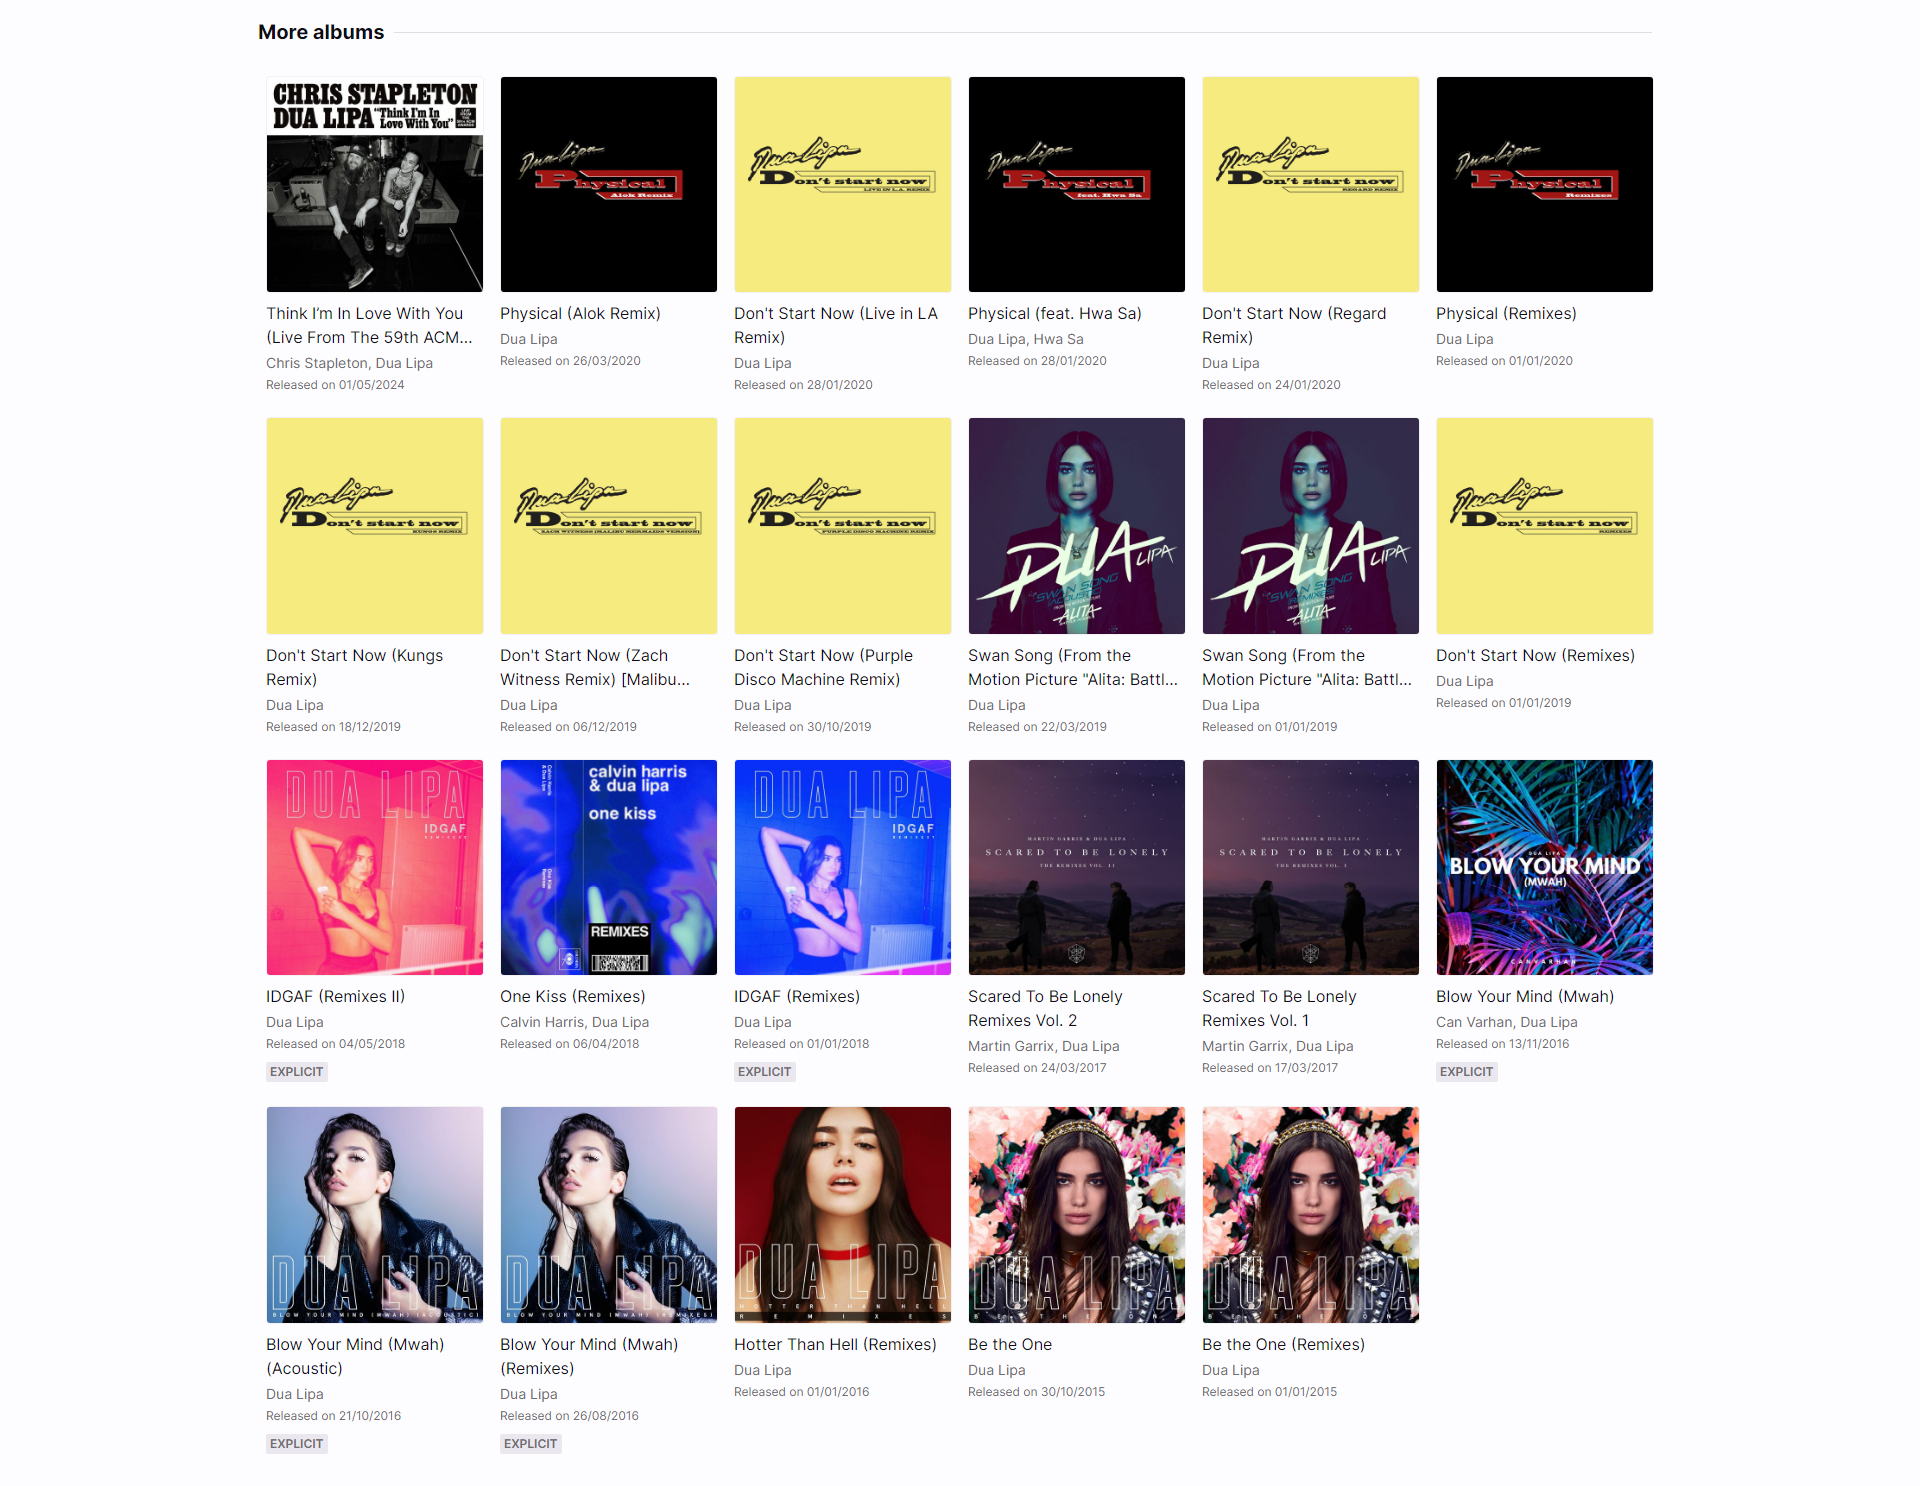 More albums
CHRIS STAPLETON
DUA LIPA "Think I'm In Love With You"
LIVE FROM THE 59th ACM AWARDS
Dua Lipa
Physical
Alok Remix
Dua Lipa
Don't start now
LIVE IN L.A. REMIX
Dua Lipa
Physical
feat. Hwa Sa
Dua Lipa
Don't start now
REGARD REMIX
Dua Lipa
Physical
Remixes
Think I'm In Love With You
(Live From The 59th ACM...
Chris Stapleton, Dua Lipa
Released on 01/05/2024
Physical (Alok Remix)
Dua Lipa
Released on 26/03/2020
Don't Start Now (Live in LA
Remix)
Dua Lipa
Released on 28/01/2020
Physical (feat. Hwa Sa)
Dua Lipa, Hwa Sa
Released on 28/01/2020
Don't Start Now (Regard
Remix)
Dua Lipa
Released on 24/01/2020
Physical (Remixes)
Dua Lipa
Released on 01/01/2020
Dua Lipa
Don't start now
KUNGS REMIX
Dua Lipa
Don't start now
ZACH WITNESS (MALIBU MERMAIDS VERSION)
Dua Lipa
Don't start now
PURPLE DISCO MACHINE REMIX
DUA LIPA
SWAN SONG
(ACOUSTIC)
ALITA
DUA LIPA
SWAN SONG
(REMIXES)
ALITA
Dua Lipa
Don't start now
REMIXES
Don't Start Now (Kungs
Remix)
Dua Lipa
Released on 18/12/2019
Don't Start Now (Zach
Witness Remix) [Malibu...
Dua Lipa
Released on 06/12/2019
Don't Start Now (Purple
Disco Machine Remix)
Dua Lipa
Released on 30/10/2019
Swan Song (From the
Motion Picture "Alita: Battl...
Dua Lipa
Released on 22/03/2019
Swan Song (From the
Motion Picture "Alita: Battl...
Dua Lipa
Released on 01/01/2019
Don't Start Now (Remixes)
Dua Lipa
Released on 01/01/2019
DUA LIPA
IDGAF
calvin harris
& dua lipa
one kiss
Calvin Harris
& Dua Lipa
One Kiss
Remixes
REMIXES
DUA LIPA
IDGAF
REMIXES
MARTIN GARRIX & DUA LIPA
SCARED TO BE LONELY
THE REMIXES VOL. II
MARTIN GARRIX & DUA LIPA
SCARED TO BE LONELY
THE REMIXES VOL. I
DUA LIPA
BLOW YOUR MIND
(MWAH)
CANVARHAN
IDGAF (Remixes II)
Dua Lipa
Released on 04/05/2018
EXPLICIT
One Kiss (Remixes)
Calvin Harris, Dua Lipa
Released on 06/04/2018
IDGAF (Remixes)
Dua Lipa
Released on 01/01/2018
EXPLICIT
Scared To Be Lonely
Remixes Vol. 2
Martin Garrix, Dua Lipa
Released on 24/03/2017
Scared To Be Lonely
Remixes Vol. 1
Martin Garrix, Dua Lipa
Released on 17/03/2017
Blow Your Mind (Mwah)
Can Varhan, Dua Lipa
Released on 13/11/2016
EXPLICIT
DUA LIPA
BLOW YOUR MIND (MWAH) (ACOUSTIC)
DUA LIPA
BLOW YOUR MIND (MWAH) (REMIXES)
DUA LIPA
HOTTER THAN HELL
REMIXES
DUA LIPA
BE THE ONE
DUA LIPA
BE THE ONE
Blow Your Mind (Mwah)
(Acoustic)
Dua Lipa
Released on 21/10/2016
EXPLICIT
Blow Your Mind (Mwah)
(Remixes)
Dua Lipa
Released on 26/08/2016
EXPLICIT
Hotter Than Hell (Remixes)
Dua Lipa
Released on 01/01/2016
Be the One
Dua Lipa
Released on 30/10/2015
Be the One (Remixes)
Dua Lipa
Released on 01/01/2015